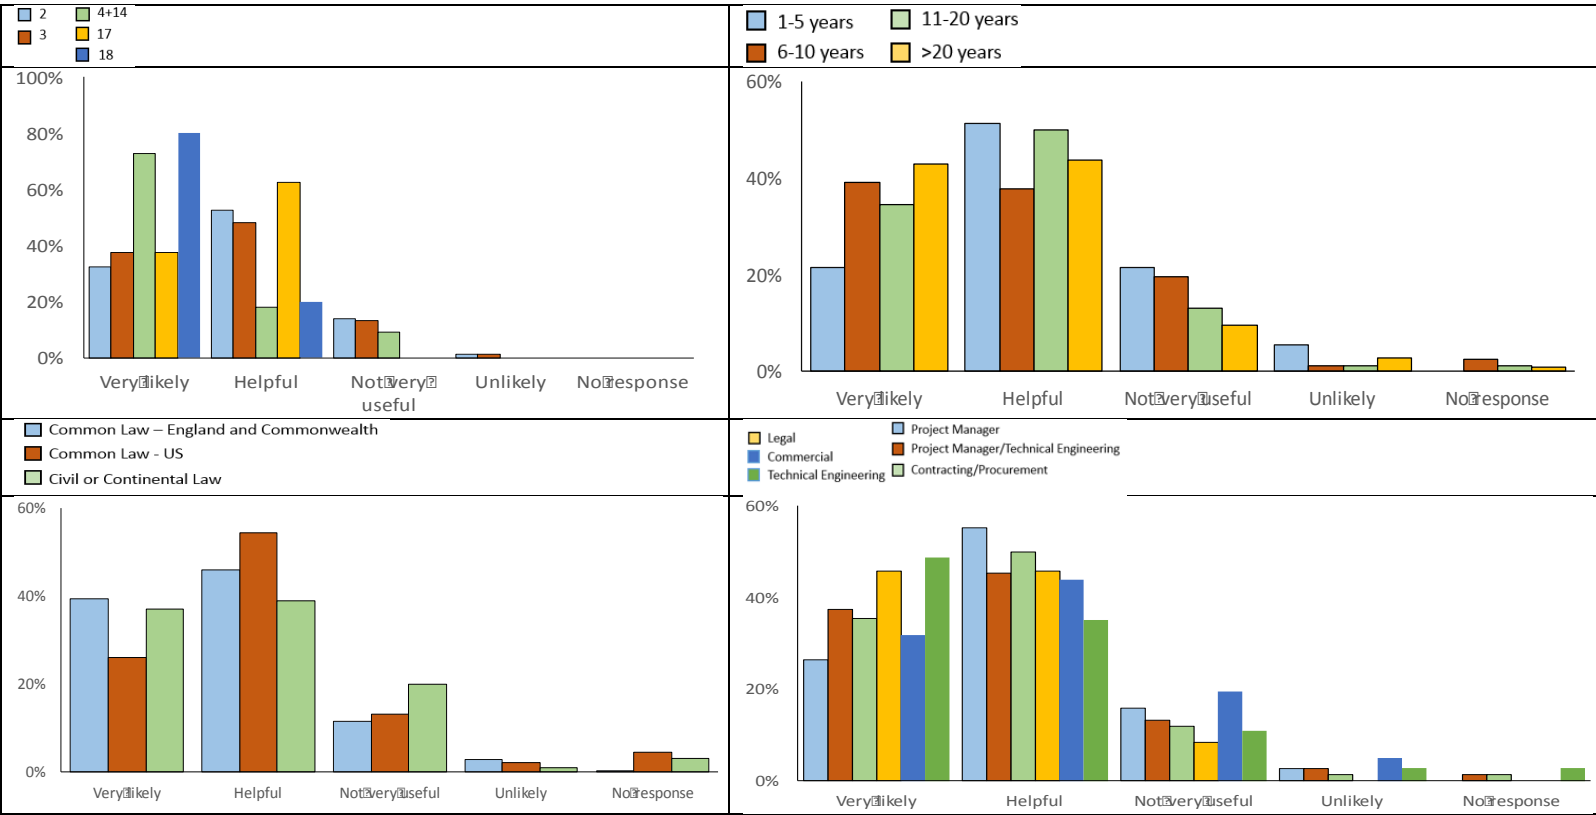 2
3
4+14
17
18
100%
80%
60%
40%
20%
0%
Very⍰likely
Helpful
Not⍰very⍰
useful
Unlikely
No⍰response
1-5 years
6-10 years
11-20 years
>20 years
60%
40%
20%
0%
Very⍰likely
Helpful
Not⍰very⍰useful
Unlikely
No⍰response
Common Law – England and Commonwealth
Common Law - US
Civil or Continental Law
60%
40%
20%
0%
Very⍰likely
Helpful
Not⍰very⍰useful
Unlikely
No⍰response
Legal
Commercial
Technical Engineering
Project Manager
Project Manager/Technical Engineering
Contracting/Procurement
60%
40%
20%
0%
Very⍰likely
Helpful
Not⍰very⍰useful
Unlikely
No⍰response